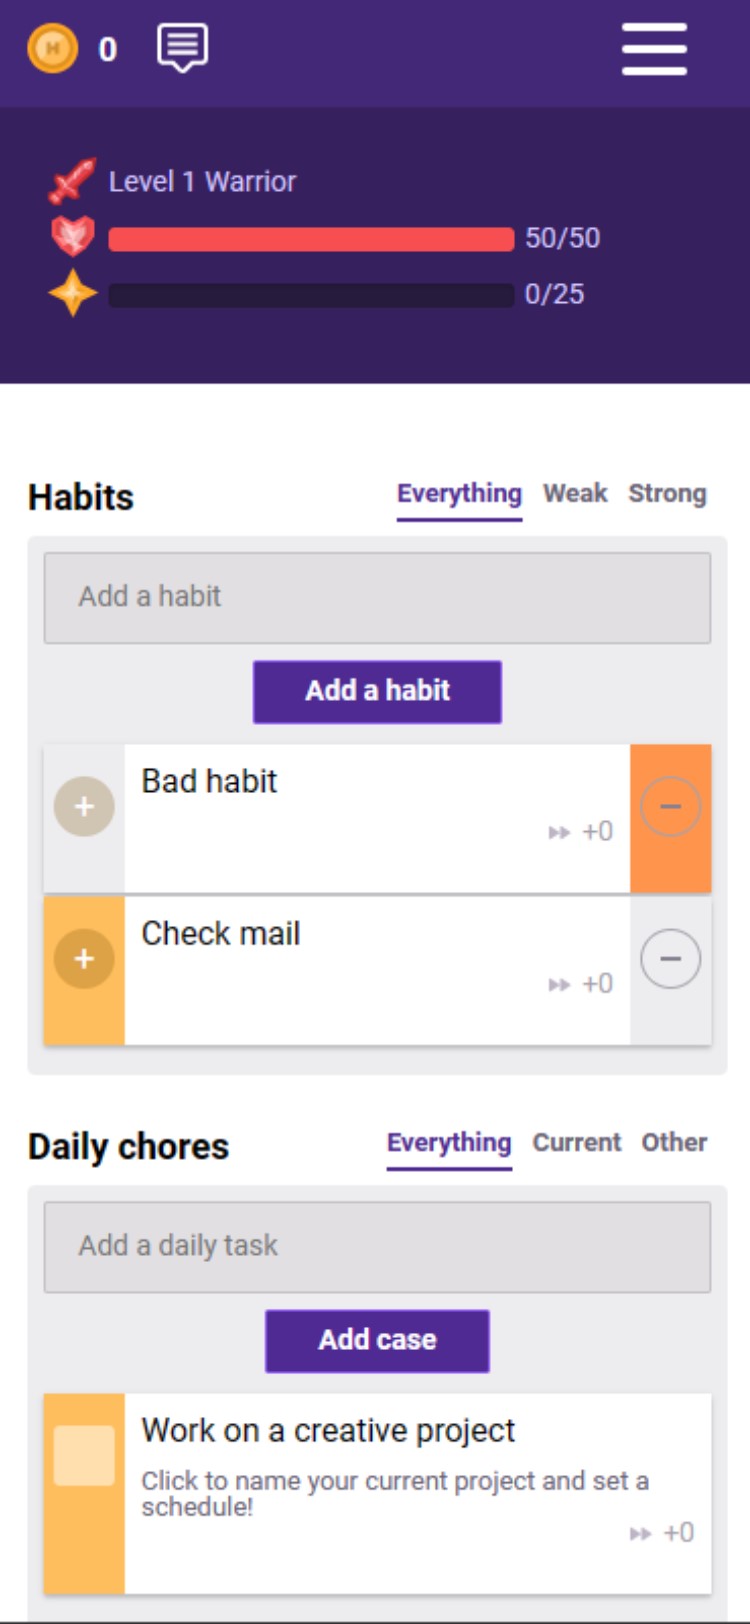 H 0
Level 1 Warrior
50/50
0/25
Habits Everything Weak Strong
Add a habit
Add a habit
Bad habit
+0
Check mail
+0
Daily chores Everything Current Other
Add a daily task
Add case
Work on a creative project
Click to name your current project and set a
schedule!
+0